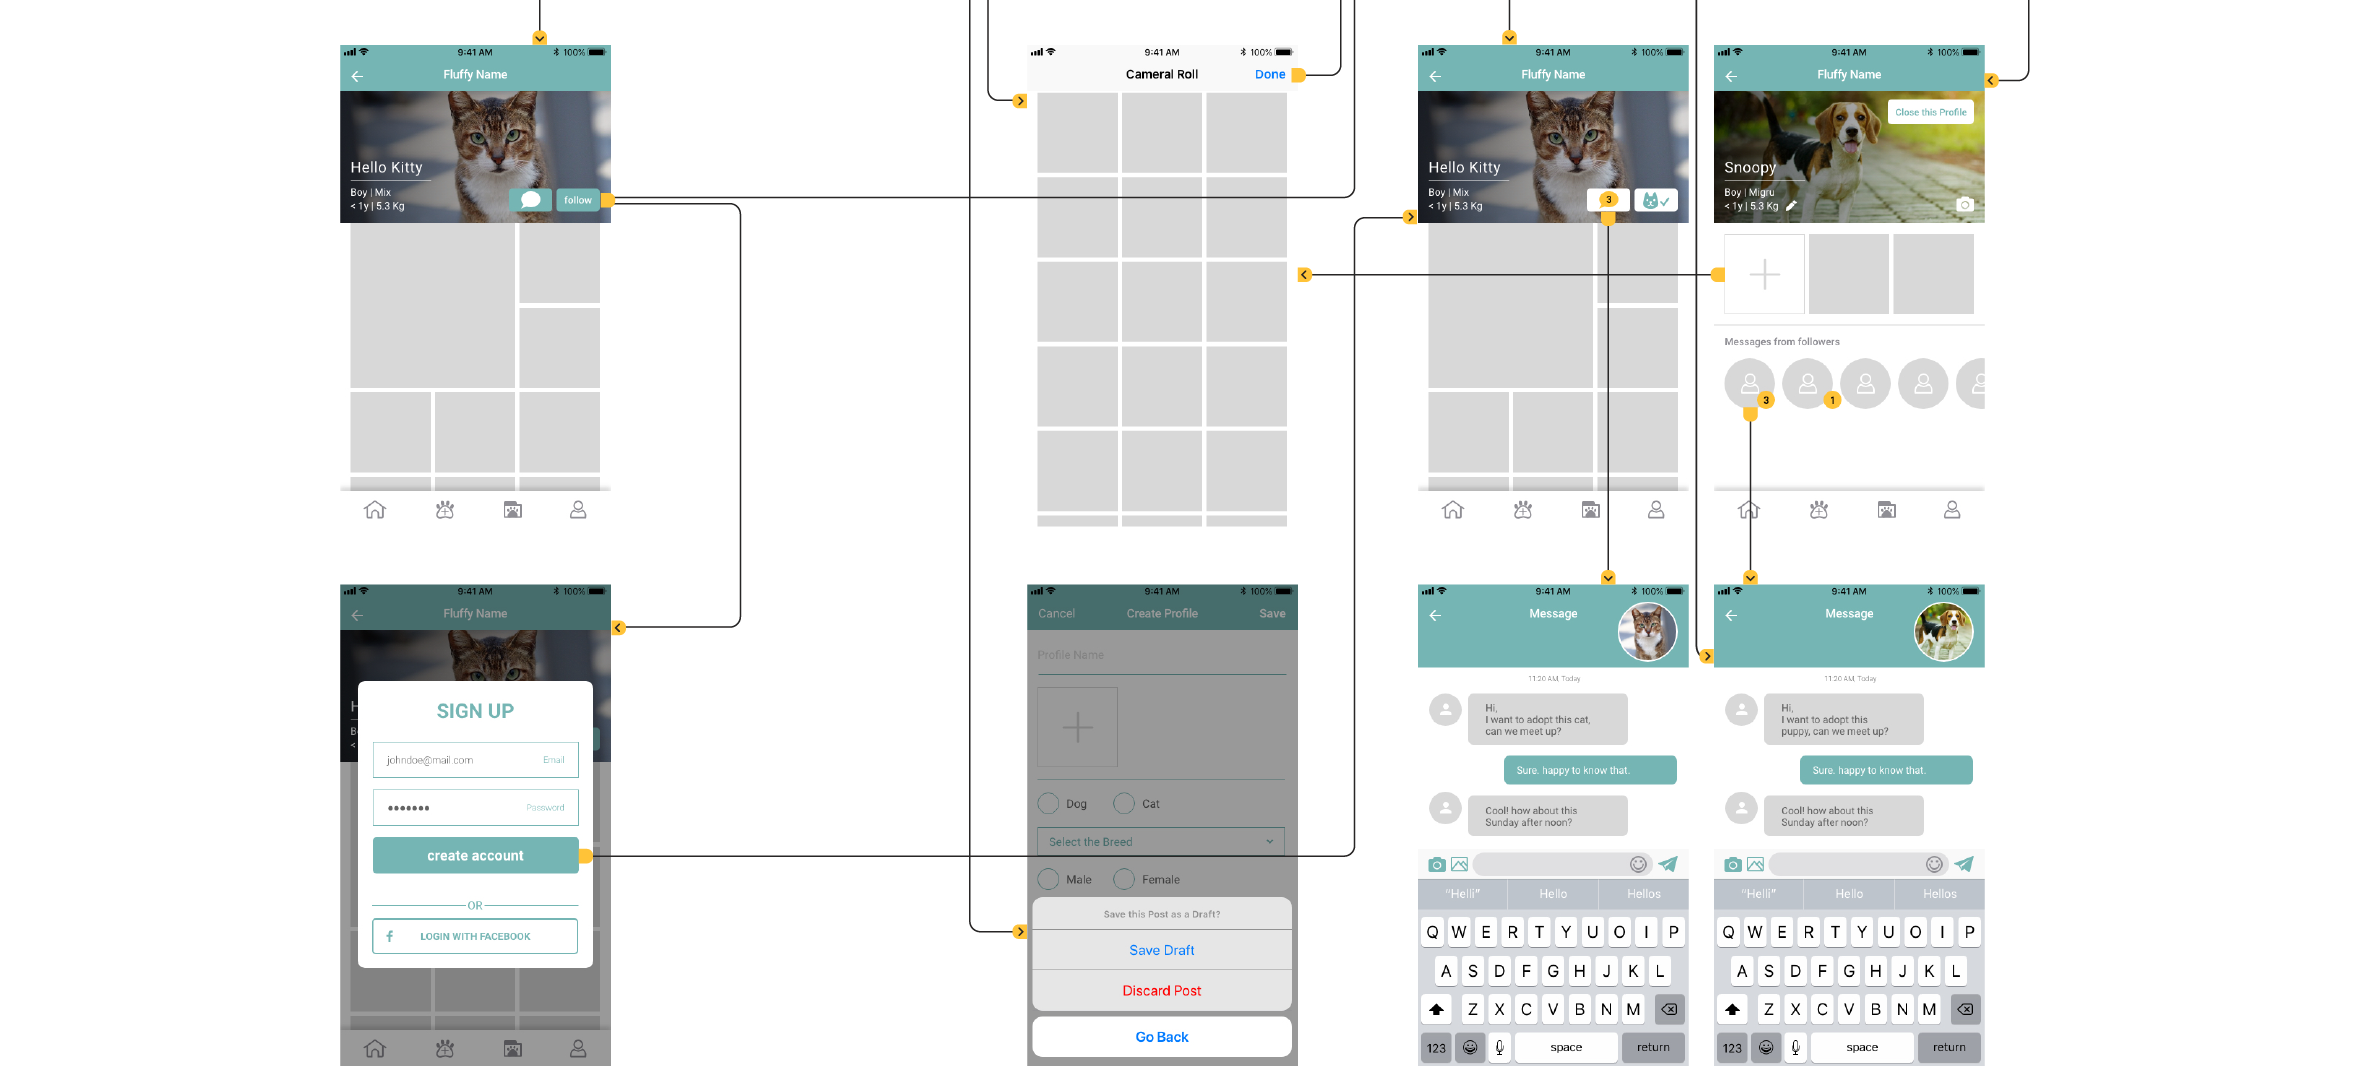 9:41 AM
100%
Fluffy Name
Hello Kitty
Boy | Mix
< 1y | 5.3 Kg
follow
9:41 AM
100%
Cameral Roll
Done
9:41 AM
100%
Fluffy Name
Hello Kitty
Boy | Mix
< 1y | 5.3 Kg
3
9:41 AM
100%
Fluffy Name
Close this Profile
Snoopy
Boy | Migru
< 1y | 5.3 Kg
Messages from followers
3
1
9:41 AM
100%
Fluffy Name
H
B
<
SIGN UP
johndoe@mail.com
Email
Password
create account
OR
LOGIN WITH FACEBOOK
9:41 AM
100%
Cancel
Create Profile
Save
Profile Name
Dog
Cat
Select the Breed
Male
Female
Save this Post as a Draft?
Save Draft
Discard Post
Go Back
9:41 AM
100%
Message
11:20 AM, Today
Hi,
I want to adopt this cat,
can we meet up?
Sure, happy to know that.
Cool! how about this
Sunday after noon?
“Helli” Hello Hellos
Q W E R T Y U O I P
A S D F G H J K L
Z X C V B N M
123 space return
9:41 AM
100%
Message
11:20 AM, Today
Hi,
I want to adopt this
puppy, can we meet up?
Sure, happy to know that.
Cool! how about this
Sunday after noon?
“Helli” Hello Hellos
Q W E R T Y U O I P
A S D F G H J K L
Z X C V B N M
123 space return